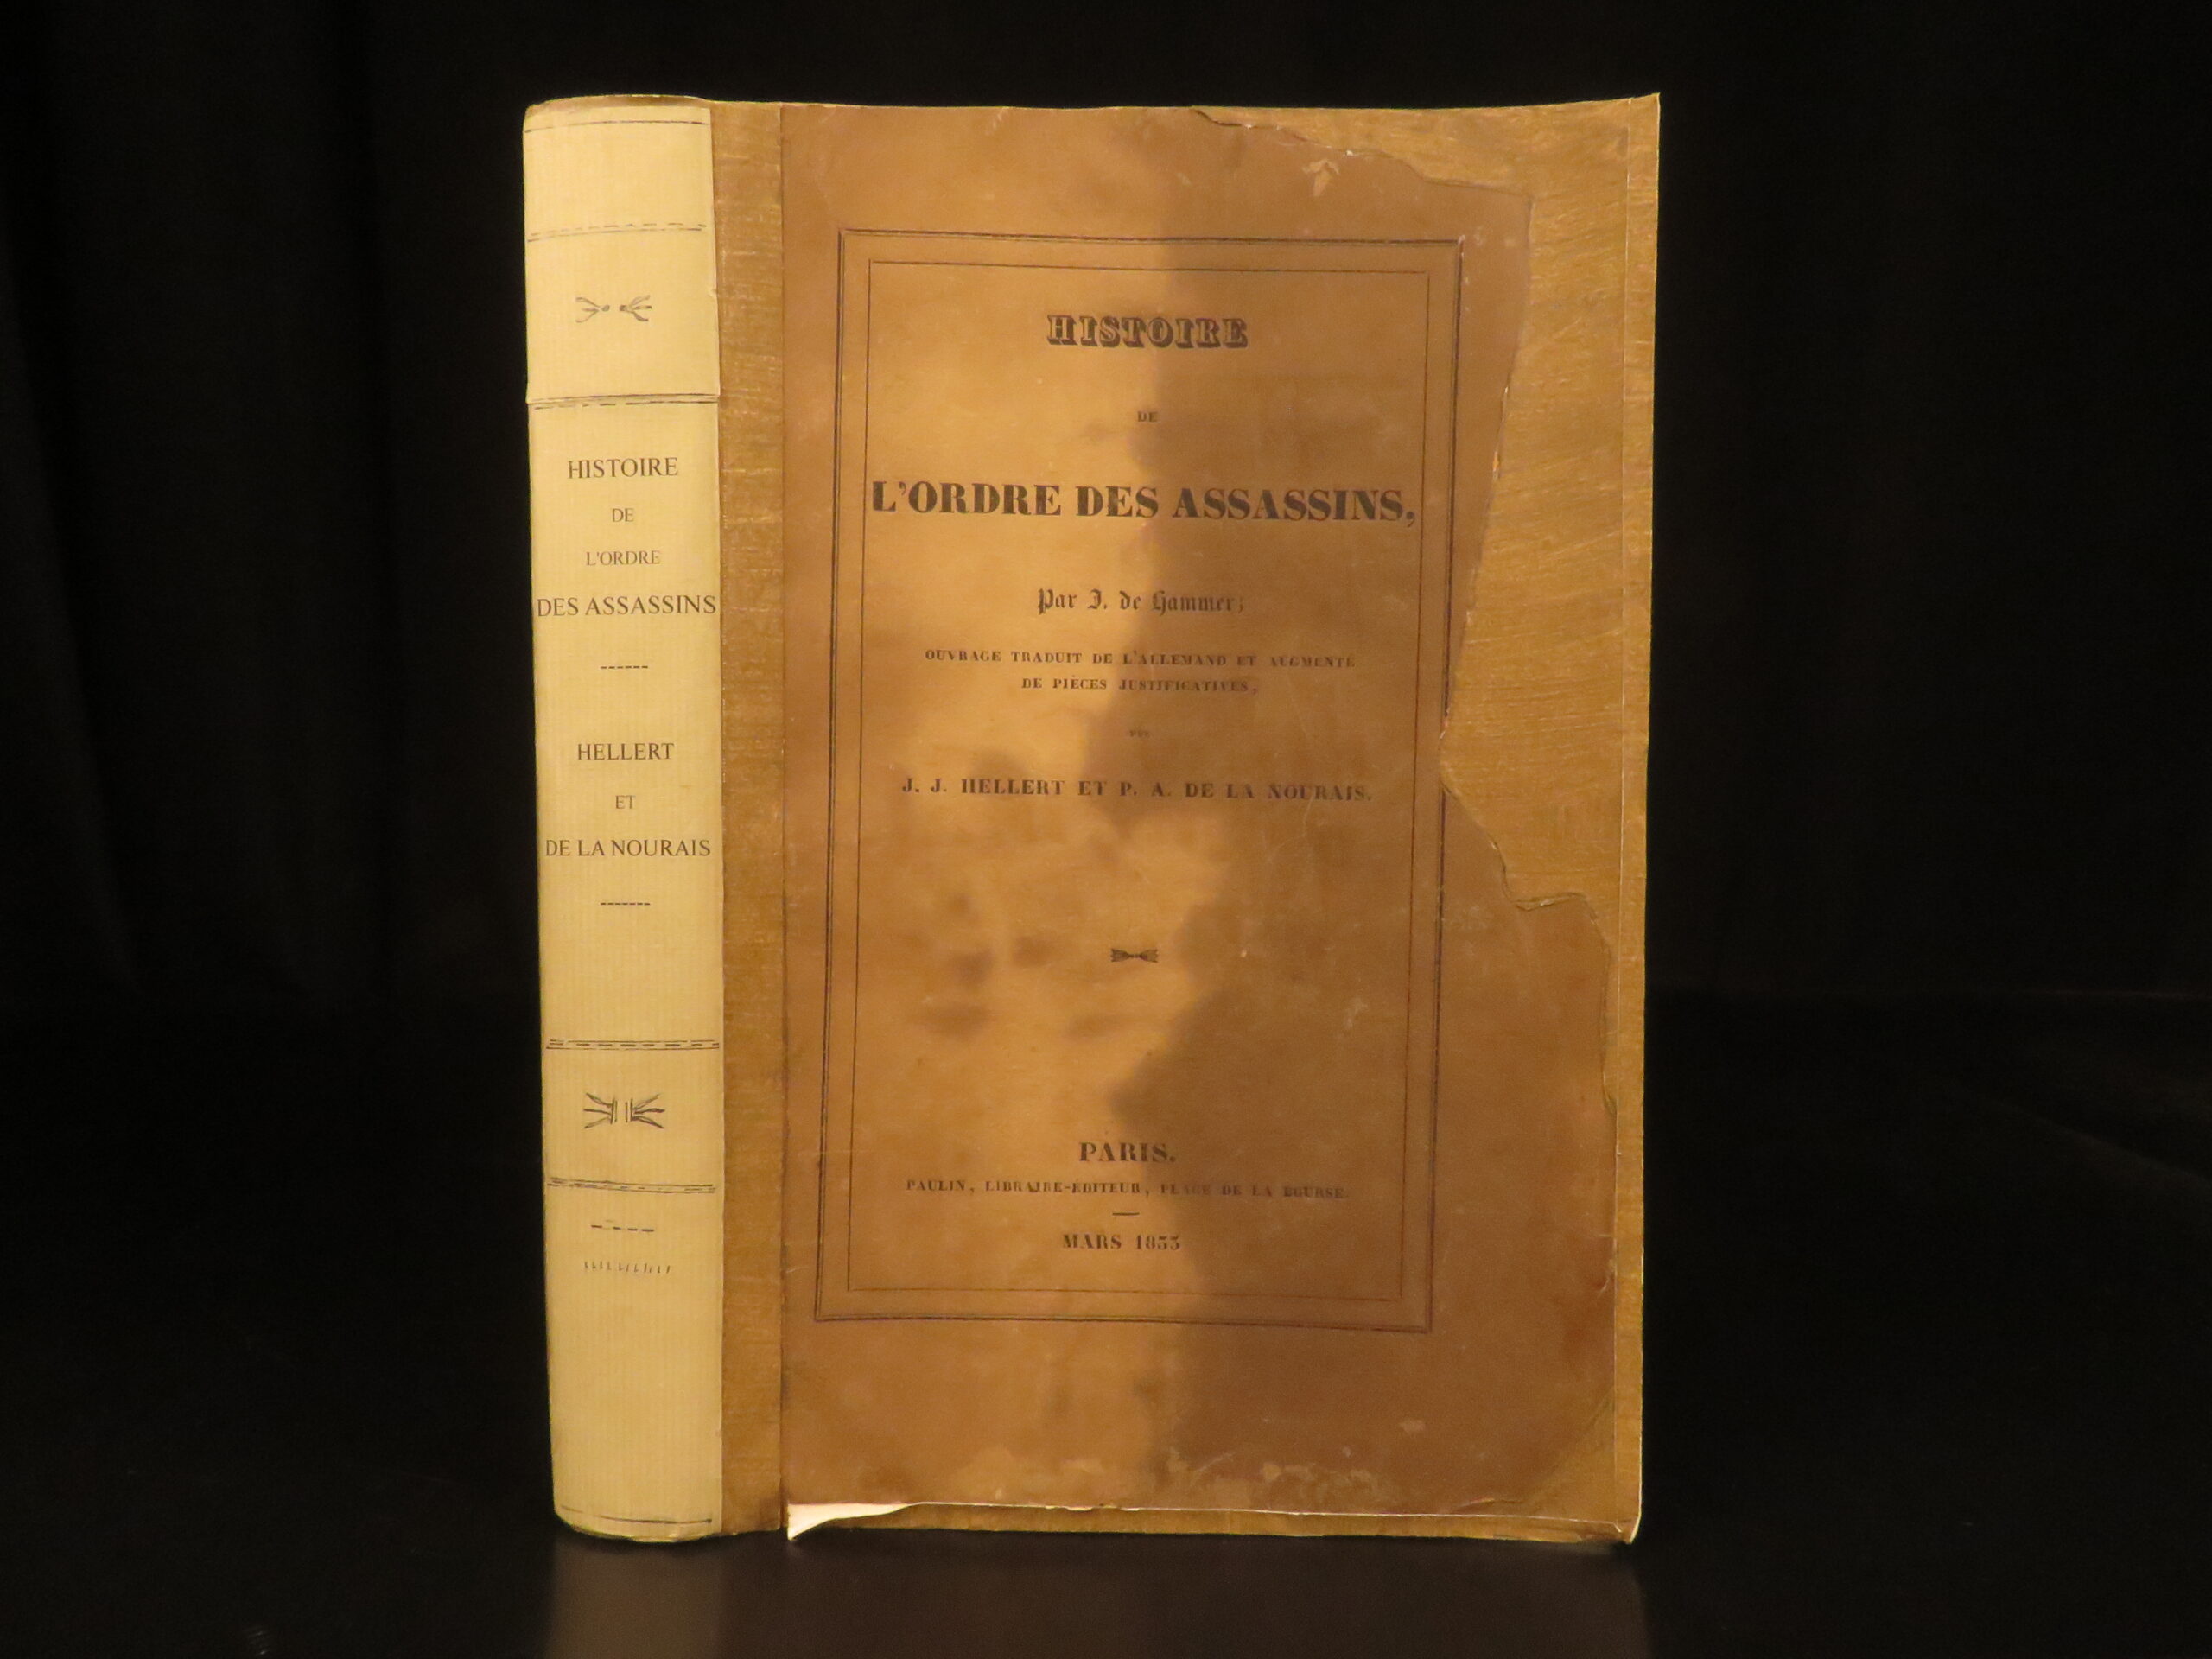 HISTOIRE
DE
L'ORDRE
DES ASSASSINS
HELLERT
ET
DE LA NOURAIS
HISTOIRE
DE
L'ORDRE DES ASSASSINS,
Par J. de Hammer;
OUVRAGE TRADUIT DE L'ALLEMAND ET AUGMENTÉ
DE PIÈCES JUSTIFICATIVES,
PAR
J. J. HELLERT ET P. A. DE LA NOURAIS.
PARIS.
PAULIN, LIBRAIRE-ÉDITEUR, PLACE DE LA BOURSE.
MARS 1833